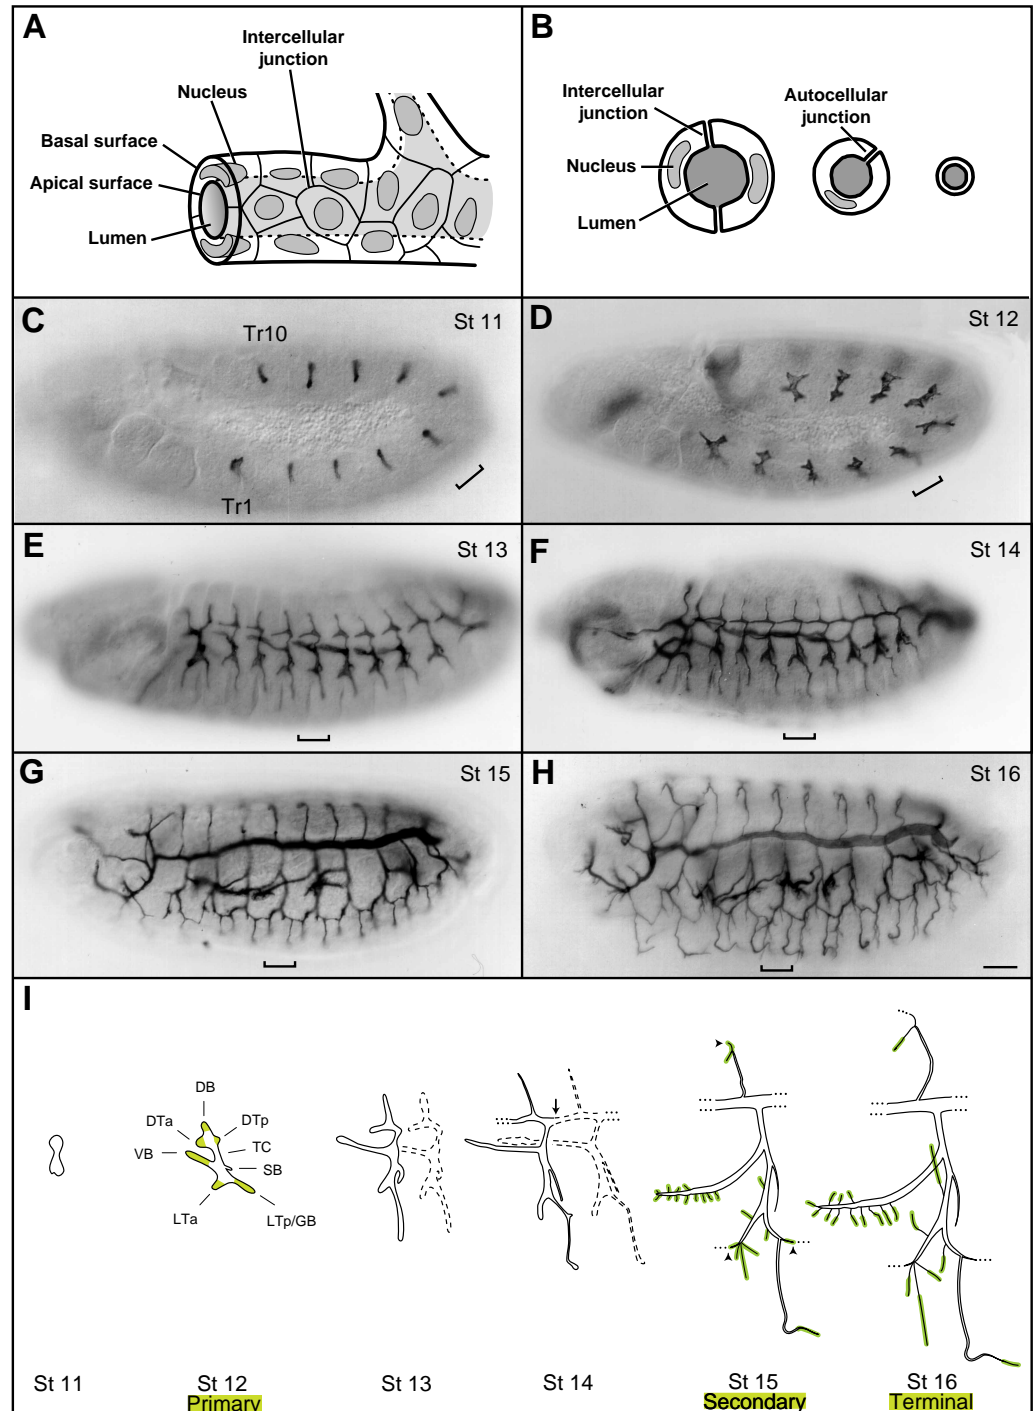 A
Intercellular
junction
Nucleus
Basal surface
Apical surface
Lumen
B
Intercellular
junction
Autocellular
junction
Nucleus
Lumen
C
St 11
Tr10
Tr1
D
St 12
E
St 13
F
St 14
G
St 15
H
St 16
I
DB
DTa
DTp
VB
TC
SB
LTa
LTp/GB
St 11
St 12
Primary
St 13
St 14
St 15
Secondary
St 16
Terminal